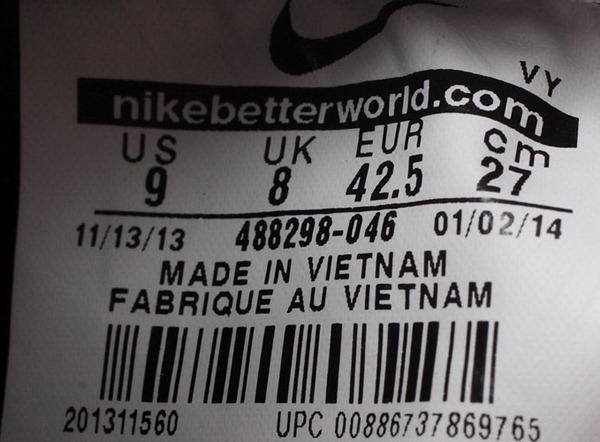 VY
nikebetterworld.com
US UK EUR cm
9 8 42.5 27
11/13/13 488298-046 01/02/14
MADE IN VIETNAM
FABRIQUE AU VIETNAM
201311560 UPC 00886737869765